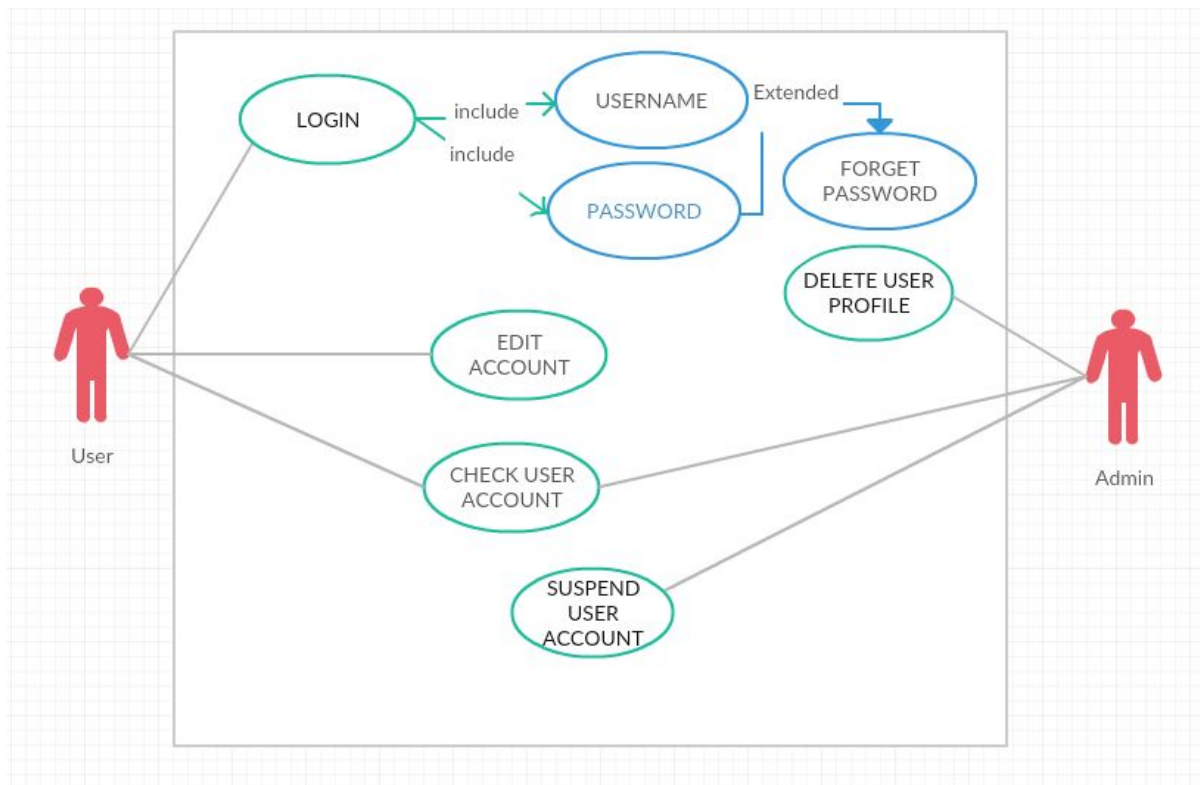 LOGIN
include
include
USERNAME
PASSWORD
Extended
FORGET
PASSWORD
DELETE USER
PROFILE
EDIT
ACCOUNT
CHECK USER
ACCOUNT
SUSPEND
USER
ACCOUNT
User
Admin